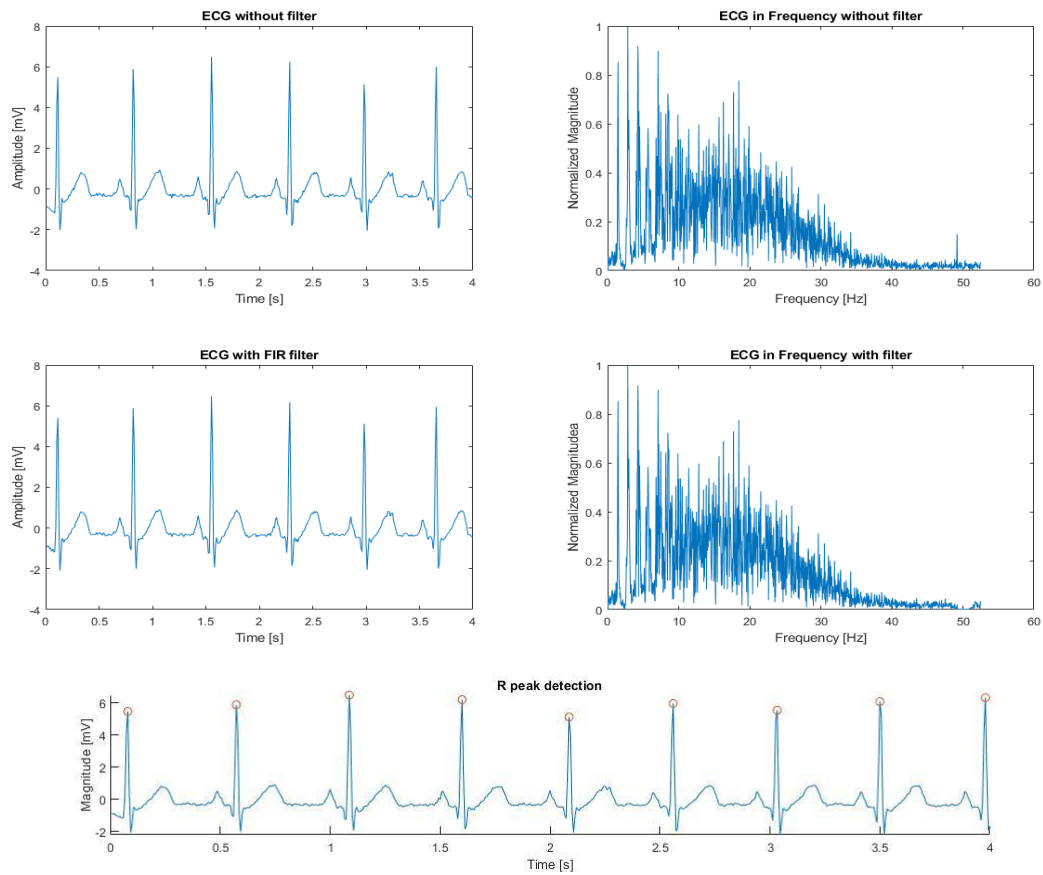 ECG without filter
8
6
4
2
0
-2
-4
Amplitude [mV]
0 0.5 1 1.5 2 2.5 3 3.5 4
Time [s]
ECG in Frequency without filter
1
0.8
0.6
0.4
0.2
0
Normalized Magnitude
0 10 20 30 40 50 60
Frequency [Hz]
ECG with FIR filter
8
6
4
2
0
-2
-4
Amplitude [mV]
0 0.5 1 1.5 2 2.5 3 3.5 4
Time [s]
ECG in Frequency with filter
1
0.8
0.6
0.4
0.2
0
Normalized Magnitudea
0 10 20 30 40 50 60
Frequency [Hz]
R peak detection
6
4
2
0
-2
Magnitude [mV]
0 0.5 1 1.5 2 2.5 3 3.5 4
Time [s]